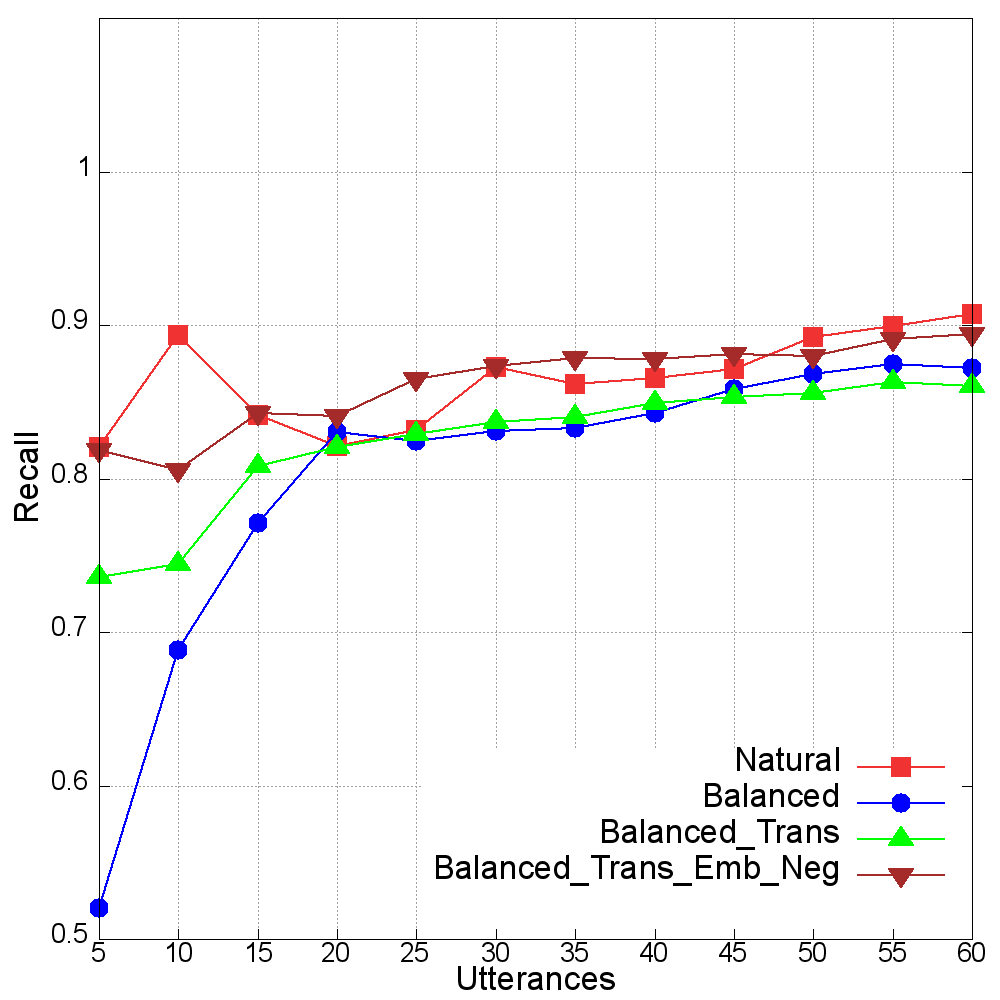 1
0.9
0.8
0.7
0.6
0.5
Recall
Natural
Balanced
Balanced_Trans
Balanced_Trans_Emb_Neg
5 10 15 20 25 30 35 40 45 50 55 60
Utterances